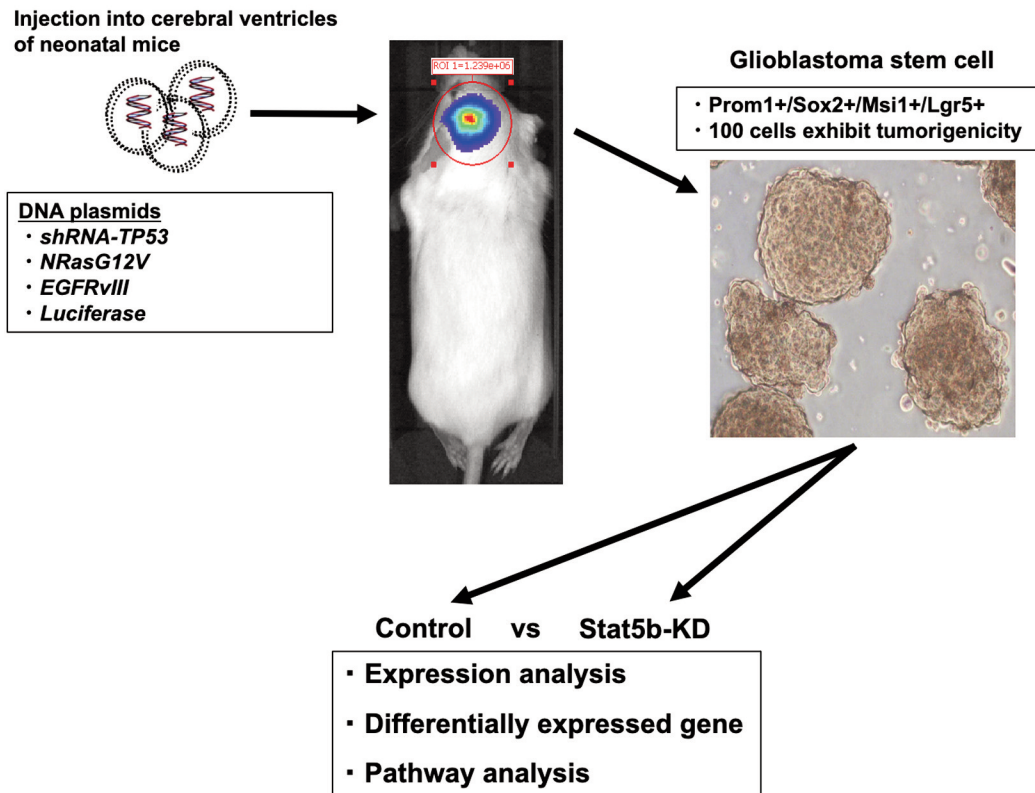 Injection into cerebral ventricles
of neonatal mice
DNA plasmids
・shRNA-TP53
・NRasG12V
・EGFRvIII
・Luciferase
ROI 1=1.239e+06
Glioblastoma stem cell
・Prom1+/Sox2+/Msi1+/Lgr5+
・100 cells exhibit tumorigenicity
Control vs Stat5b-KD
・Expression analysis
・Differentially expressed gene
・Pathway analysis